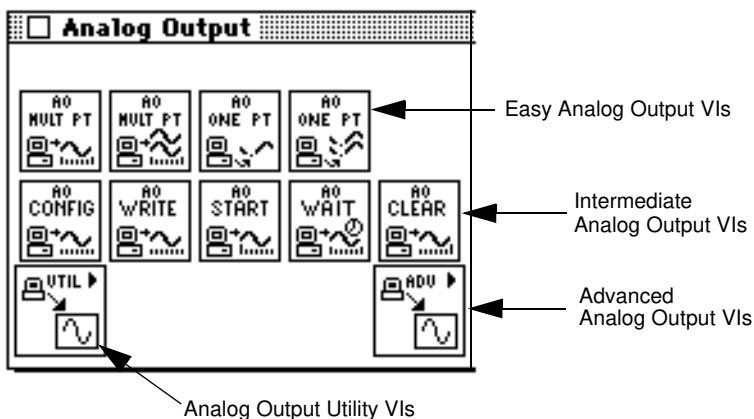 Analog Output
AO MULT PT
AO MULT PT
AO ONE PT
AO ONE PT
Easy Analog Output VIs
AO CONFIG
AO WRITE
AO START
AO WAIT
AO CLEAR
Intermediate
Analog Output VIs
UTIL
ADV
Advanced
Analog Output VIs
Analog Output Utility VIs